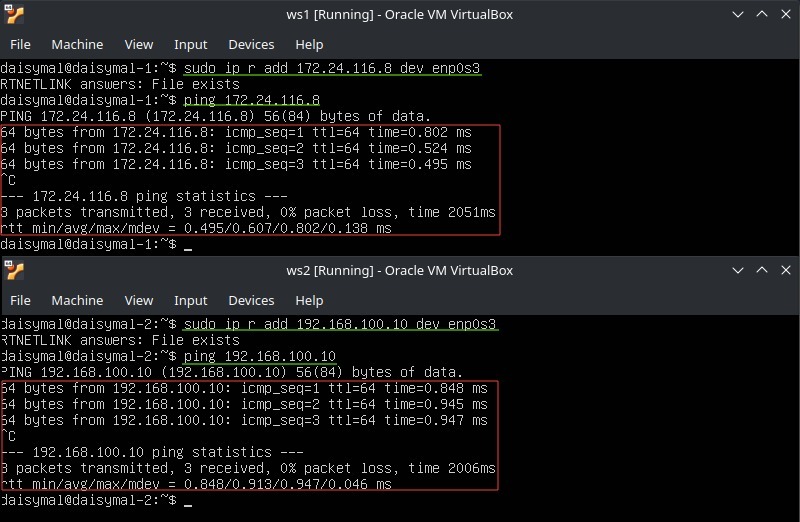 ws1 [Running] - Oracle VM VirtualBox
File Machine View Input Devices Help
daisymal@daisymal-1:~$ sudo ip r add 172.24.116.8 dev enp0s3
RTNETLINK answers: File exists
daisymal@daisymal-1:~$ ping 172.24.116.8
PING 172.24.116.8 (172.24.116.8) 56(84) bytes of data.
64 bytes from 172.24.116.8: icmp_seq=1 ttl=64 time=0.802 ms
64 bytes from 172.24.116.8: icmp_seq=2 ttl=64 time=0.524 ms
64 bytes from 172.24.116.8: icmp_seq=3 ttl=64 time=0.495 ms
^C
--- 172.24.116.8 ping statistics ---
3 packets transmitted, 3 received, 0% packet loss, time 2051ms
rtt min/avg/max/mdev = 0.495/0.607/0.802/0.138 ms
daisymal@daisymal-1:~$ _
ws2 [Running] - Oracle VM VirtualBox
File Machine View Input Devices Help
daisymal@daisymal-2:~$ sudo ip r add 192.168.100.10 dev enp0s3
RTNETLINK answers: File exists
daisymal@daisymal-2:~$ ping 192.168.100.10
PING 192.168.100.10 (192.168.100.10) 56(84) bytes of data.
64 bytes from 192.168.100.10: icmp_seq=1 ttl=64 time=0.848 ms
64 bytes from 192.168.100.10: icmp_seq=2 ttl=64 time=0.945 ms
64 bytes from 192.168.100.10: icmp_seq=3 ttl=64 time=0.947 ms
^C
--- 192.168.100.10 ping statistics ---
3 packets transmitted, 3 received, 0% packet loss, time 2006ms
rtt min/avg/max/mdev = 0.848/0.913/0.947/0.046 ms
daisymal@daisymal-2:~$ _